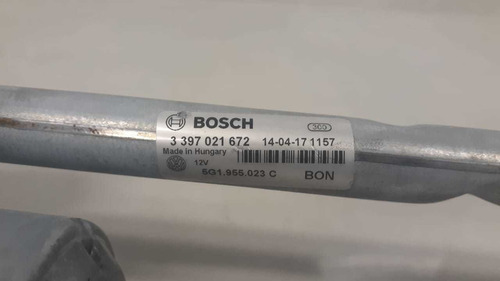 BOSCH
3 397 021 672 14-04-17 1157
Made in Hungary
12V
5G1.955.023 C BON